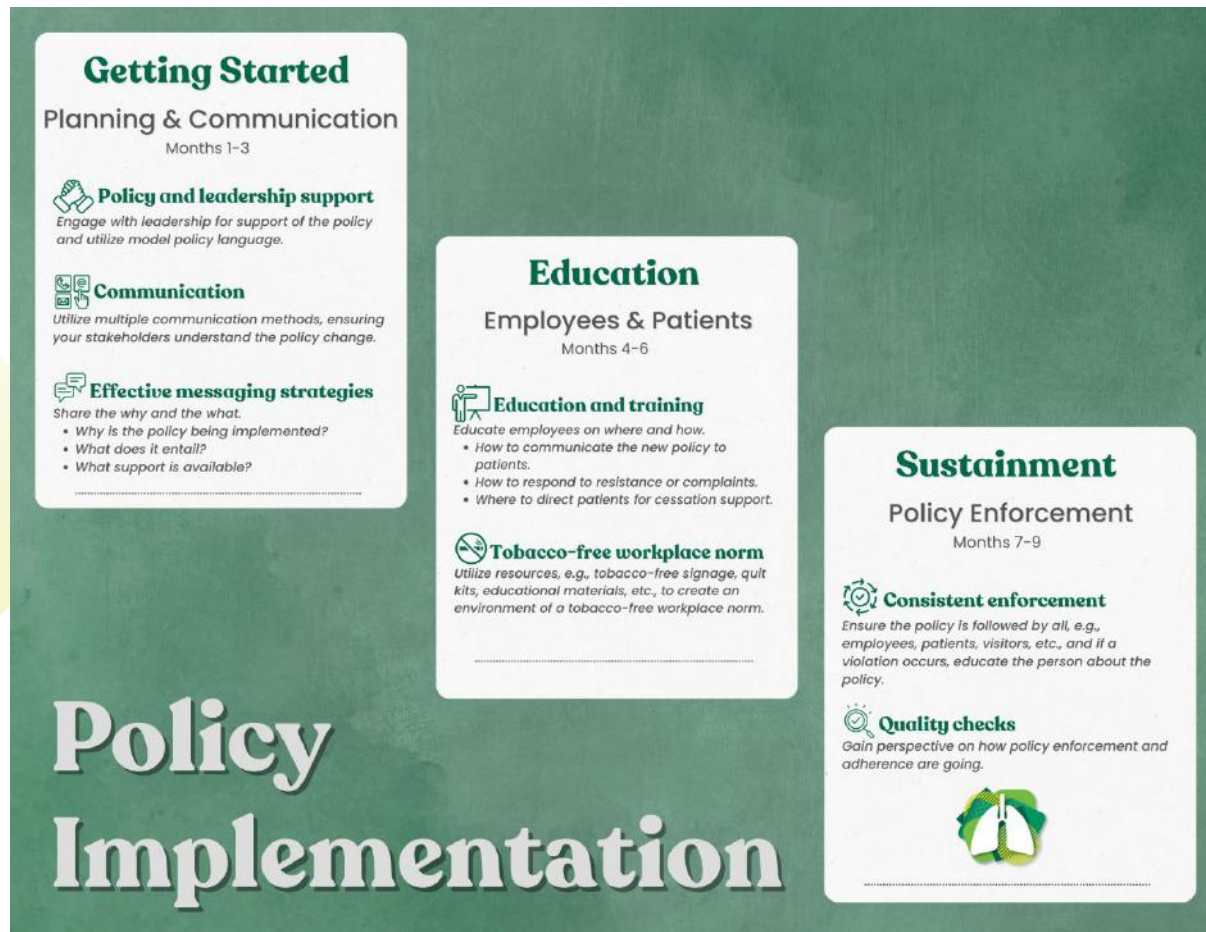 Getting Started
Planning & Communication
Months 1-3
Policy and leadership support
Engage with leadership for support of the policy
and utilize model policy language.
Communication
Utilize multiple communication methods, ensuring
your stakeholders understand the policy change.
Effective messaging strategies
Share the why and the what.
• Why is the policy being implemented?
• What does it entail?
• What support is available?
Education
Employees & Patients
Months 4-6
Education and training
Educate employees on where and how.
• How to communicate the new policy to
patients.
• How to respond to resistance or complaints.
• Where to direct patients for cessation support.
Tobacco-free workplace norm
Utilize resources, e.g., tobacco-free signage, quit
kits, educational materials, etc., to create an
environment of a tobacco-free workplace norm.
Sustainment
Policy Enforcement
Months 7-9
Consistent enforcement
Ensure the policy is followed by all, e.g.,
employees, patients, visitors, etc., and if a
violation occurs, educate the person about the
policy.
Quality checks
Gain perspective on how policy enforcement and
adherence are going.
Policy
Implementation